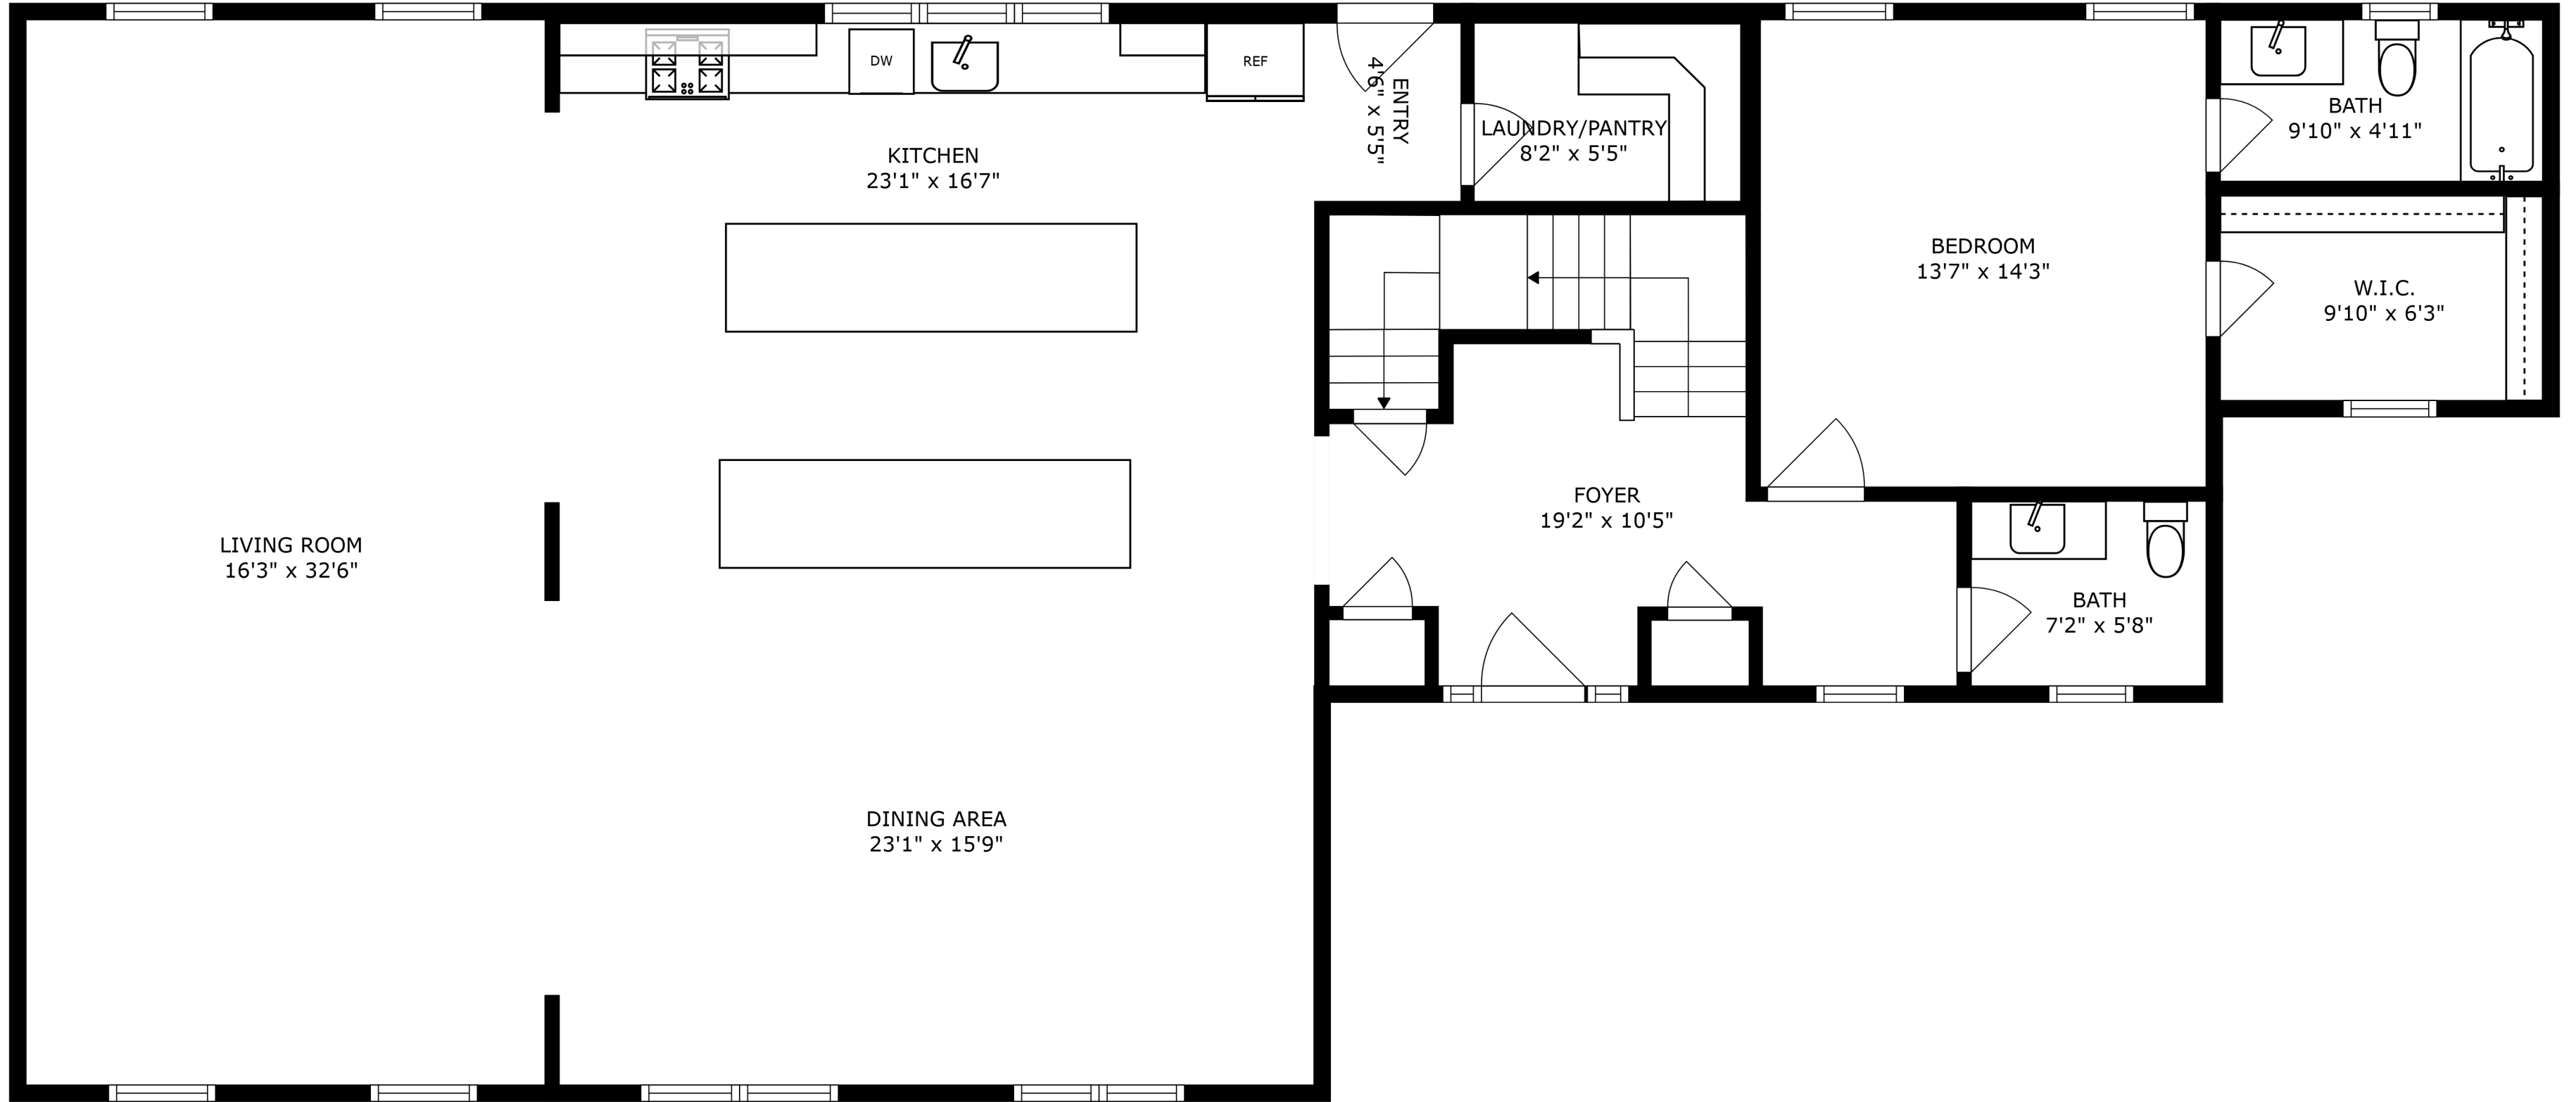 DW
REF
ENTRY
4'6" x 5'5"
LAUNDRY/PANTRY
8'2" x 5'5"
KITCHEN
23'1" x 16'7"
BATH
9'10" x 4'11"
BEDROOM
13'7" x 14'3"
W.I.C.
9'10" x 6'3"
LIVING ROOM
16'3" x 32'6"
FOYER
19'2" x 10'5"
BATH
7'2" x 5'8"
DINING AREA
23'1" x 15'9"